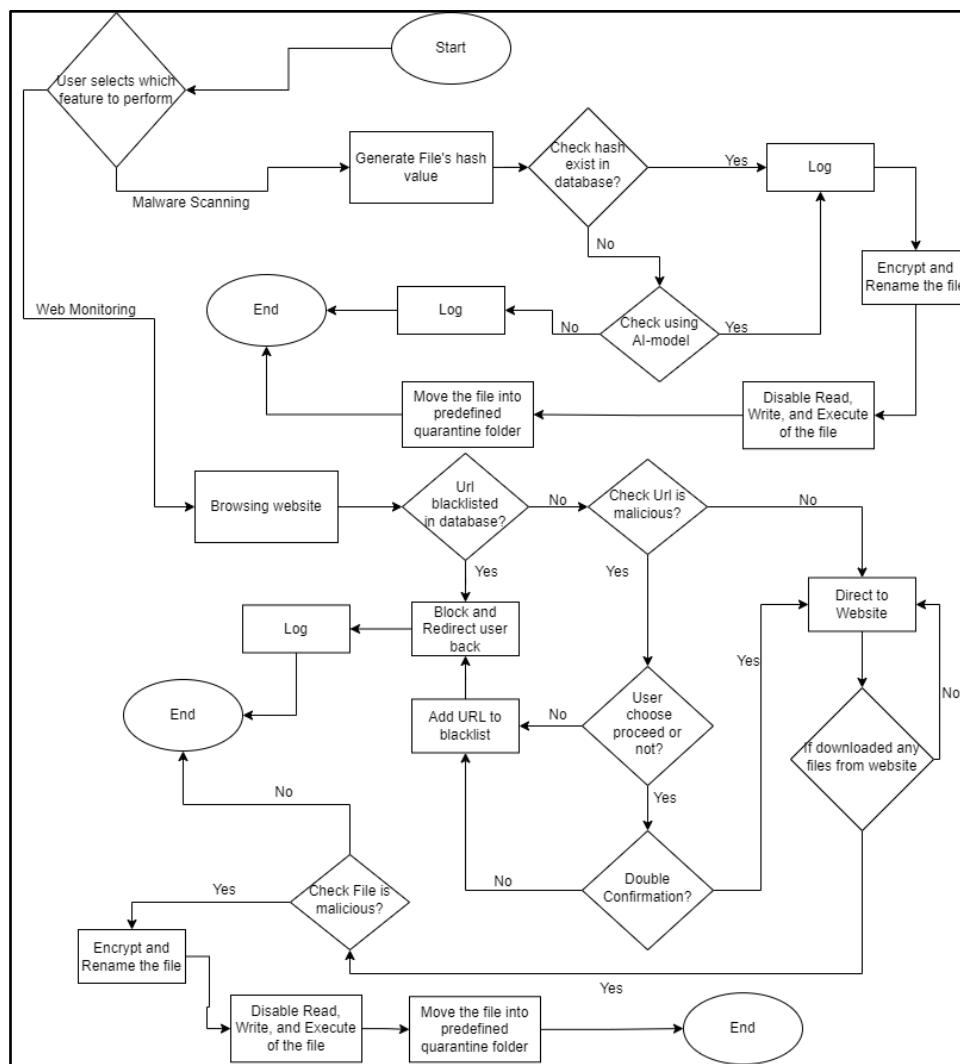 Start
User selects which
feature to perform
Malware Scanning
Generate File's hash
value
Check hash
exist in
database?
Yes
Log
No
Encrypt and
Rename the file
Web Monitoring
End
Log
No
Check using
AI-model
Yes
Move the file into
predefined
quarantine folder
Disable Read,
Write, and Execute
of the file
Browsing website
Url
blacklisted
in database?
No
Check Url is
malicious?
No
Yes
Yes
Log
Block and
Redirect user
back
Direct to
Website
Yes
No
End
Add URL to
blacklist
No
User
choose
proceed or
not?
If downloaded any
files from website
Yes
No
No
Double
Confirmation?
Yes
Check File is
malicious?
Encrypt and
Rename the file
Yes
Disable Read,
Write, and Execute
of the file
Move the file into
predefined
quarantine folder
End